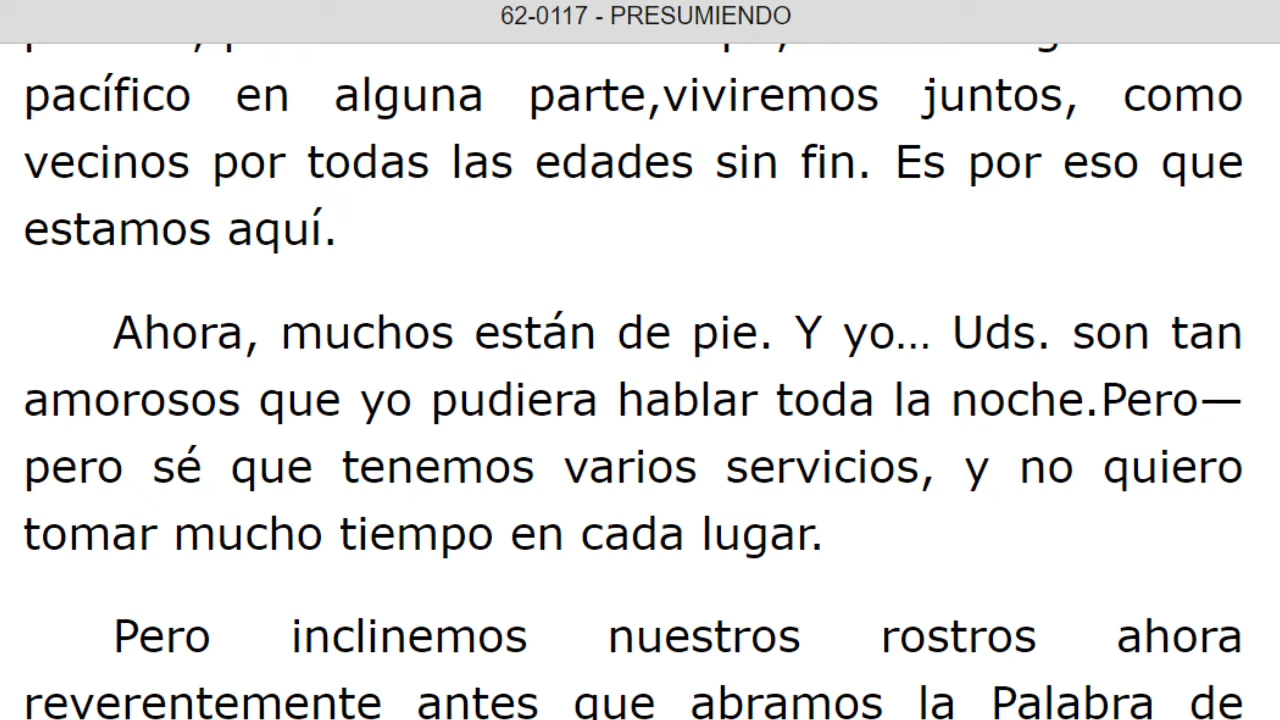 62-0117 - PRESUMIENDO
pacífico en alguna parte,viviremos juntos, como
vecinos por todas las edades sin fin. Es por eso que
estamos aquí.
Ahora, muchos están de pie. Y yo… Uds. son tan
amorosos que yo pudiera hablar toda la noche.Pero—
pero sé que tenemos varios servicios, y no quiero
tomar mucho tiempo en cada lugar.
Pero inclinemos nuestros rostros ahora
reverentemente antes que abramos la Palabra de